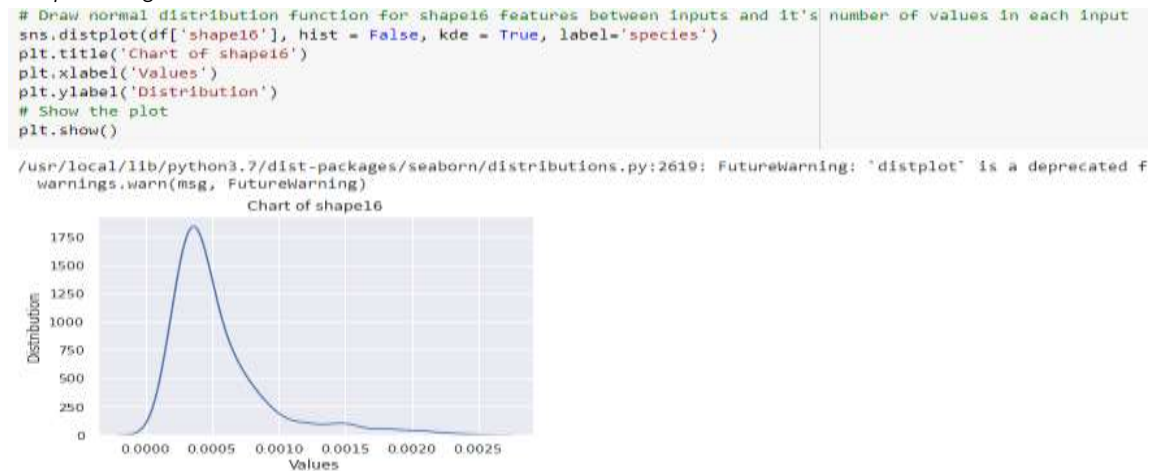 # Draw normal distribution function for shape16 features between inputs and it's number of values in each input
sns.distplot(df['shape16'], hist = False, kde = True, label='species')
plt.title('Chart of shape16')
plt.xlabel('Values')
plt.ylabel('Distribution')
# Show the plot
plt.show()
/usr/local/lib/python3.7/dist-packages/seaborn/distributions.py:2619: FutureWarning: `distplot` is a deprecated f
warnings.warn(msg, FutureWarning)
Chart of shape16
1750
1500
1250
1000
750
500
250
0
Distribution
0.0000 0.0005 0.0010 0.0015 0.0020 0.0025
Values